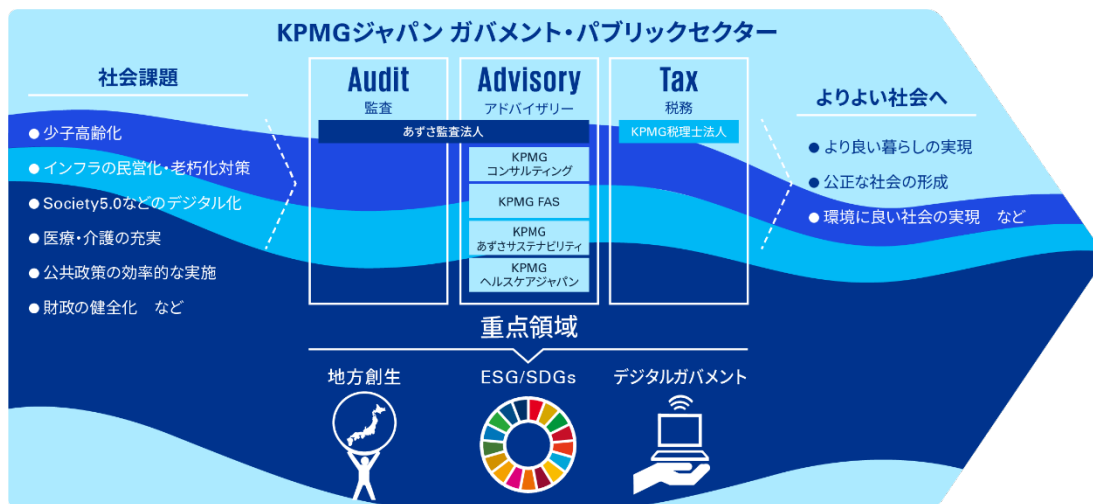 KPMGジャパン ガバメント・パブリックセクター
社会課題
● 少子高齢化
● インフラの民営化・老朽化対策
● Society5.0などのデジタル化
● 医療・介護の充実
● 公共政策の効率的な実施
● 財政の健全化　など
Audit
監査
Advisory
アドバイザリー
Tax
税務
あずさ監査法人
KPMG税理士法人
KPMG
コンサルティング
KPMG FAS
KPMG
あずさサステナビリティ
KPMG
ヘルスケアジャパン
よりよい社会へ
● より良い暮らしの実現
● 公正な社会の形成
● 環境に良い社会の実現　など
重点領域
地方創生
ESG/SDGs
デジタルガバメント